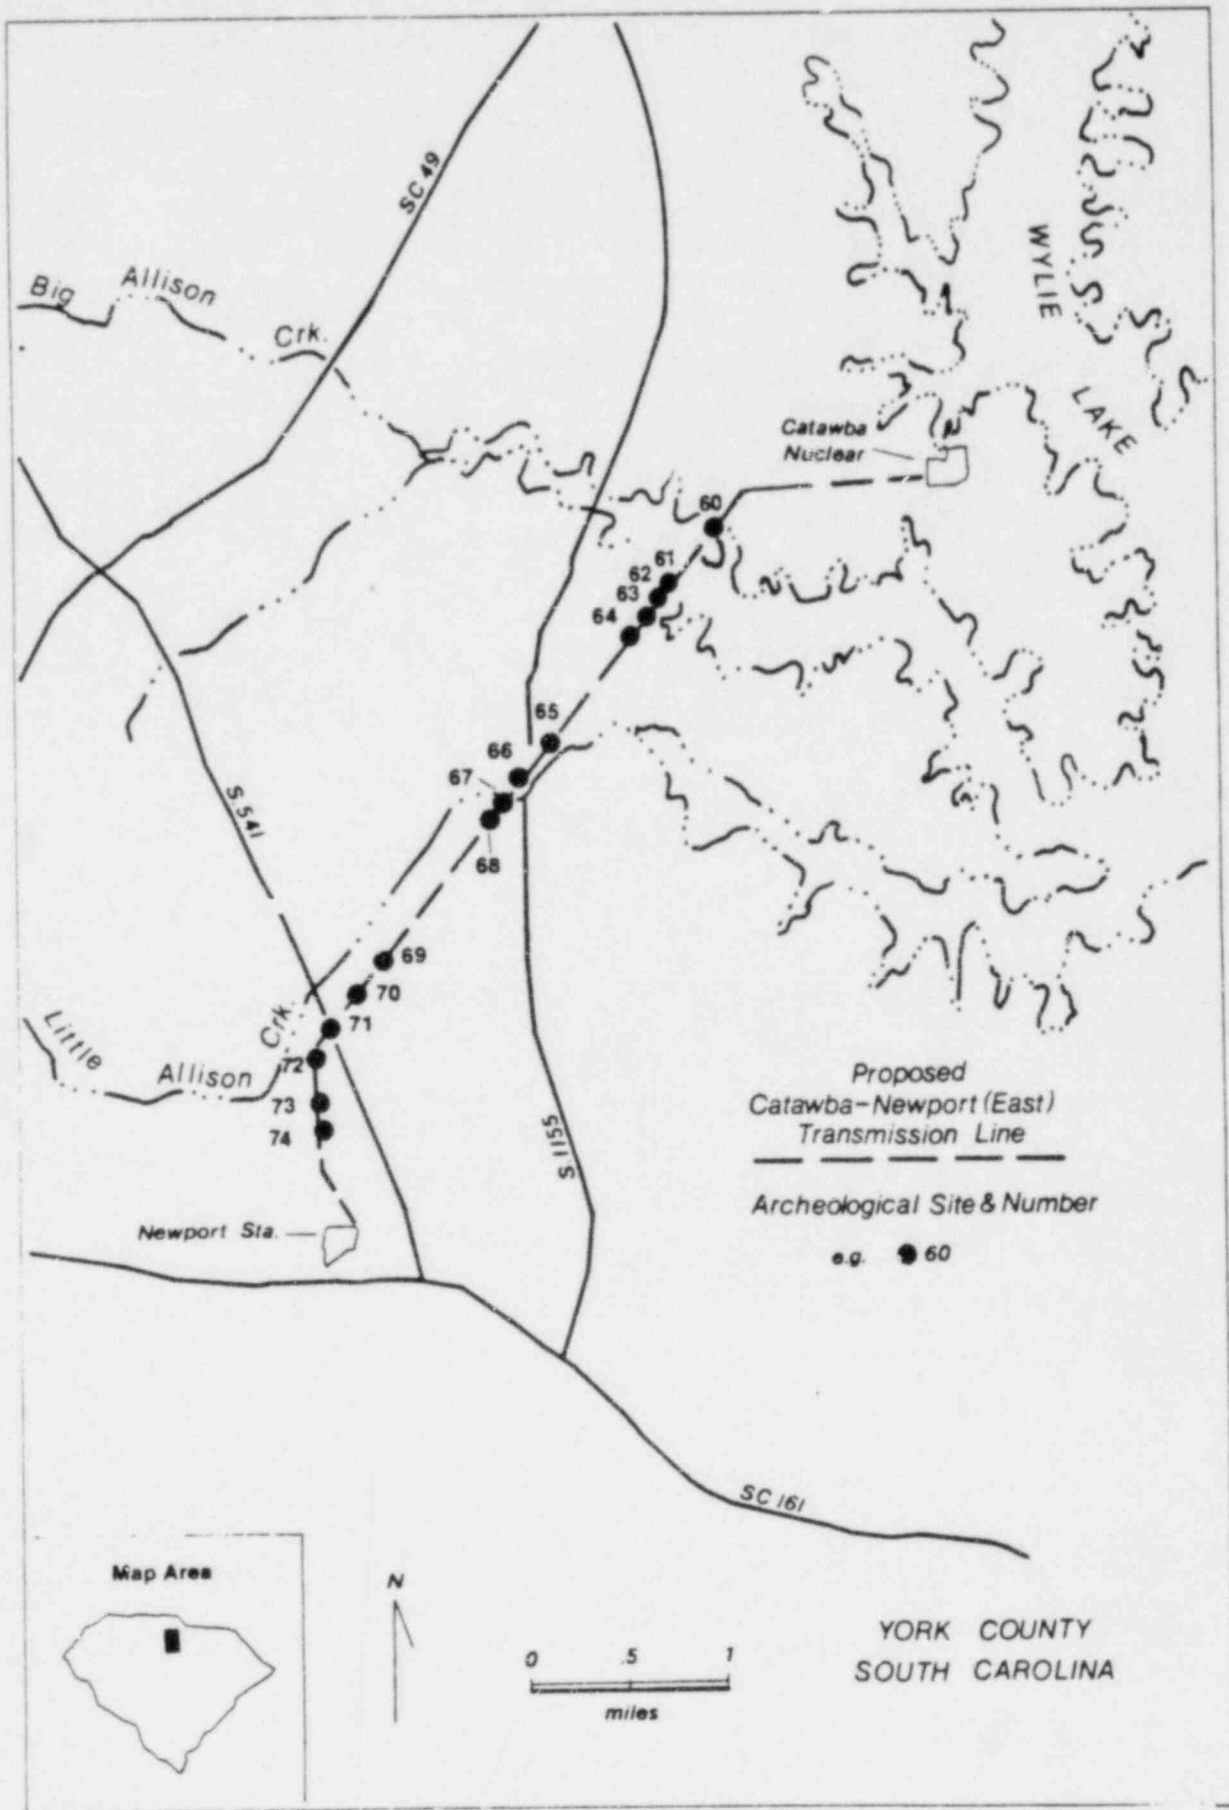 SC 49
Big Allison Crk.
WYLIE
LAKE
Catawba
Nuclear
60
61
62
63
64
65
66
67
68
S.541
69
70
71
72
73
74
Little Allison Crk.
S.1155
Proposed
Catawba-Newport (East)
Transmission Line
Archeological Site & Number
e.g. 60
Newport Sta.
SC 161
Map Area
N
0 .5 1
miles
YORK COUNTY
SOUTH CAROLINA